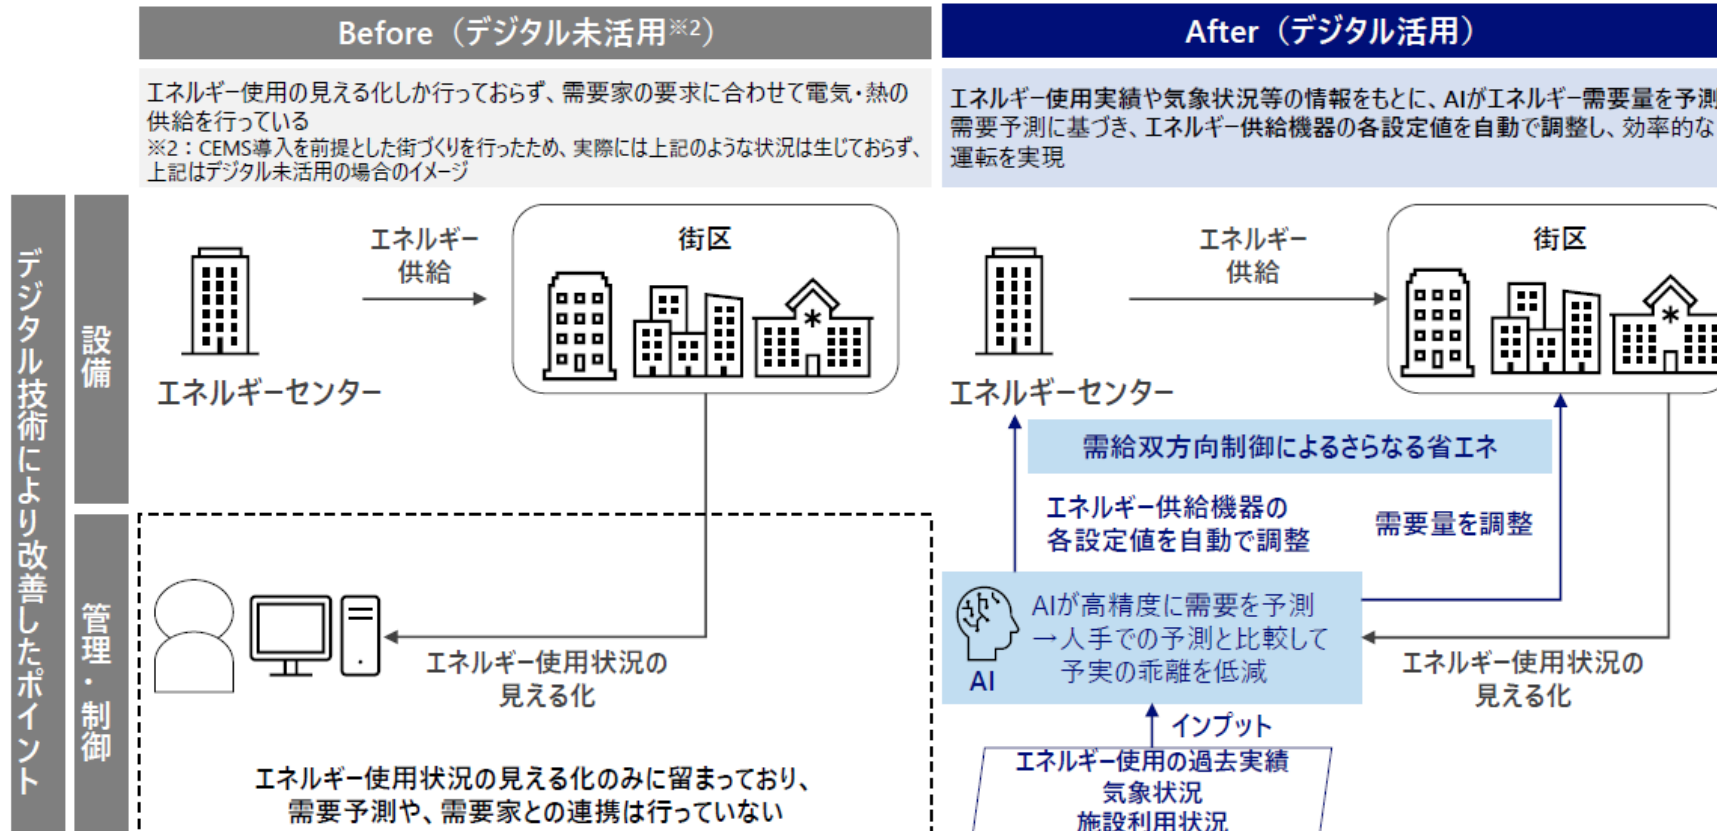 Before（デジタル未活用※2）
エネルギー使用の見える化しか行っておらず、需要家の要求に合わせて電気・熱の
供給を行っている
※2：CEMS導入を前提とした街づくりを行ったため、実際には上記のような状況は生じておらず、
上記はデジタル未活用の場合のイメージ
After（デジタル活用）
エネルギー使用実績や気象状況等の情報をもとに、AIがエネルギー需要量を予測
需要予測に基づき、エネルギー供給機器の各設定値を自動で調整し、効率的な
運転を実現
デジタル技術により改善したポイント
設備
エネルギー
供給
街区
エネルギーセンター
エネルギー
供給
街区
エネルギーセンター
需給双方向制御によるさらなる省エネ
エネルギー供給機器の
各設定値を自動で調整
需要量を調整
管理・制御
エネルギー使用状況の
見える化
エネルギー使用状況の見える化のみに留まっており、
需要予測や、需要家との連携は行っていない
AI
AIが高精度に需要を予測
→人手での予測と比較して
予実の乖離を低減
エネルギー使用状況の
見える化
インプット
エネルギー使用の過去実績
気象状況
施設利用状況